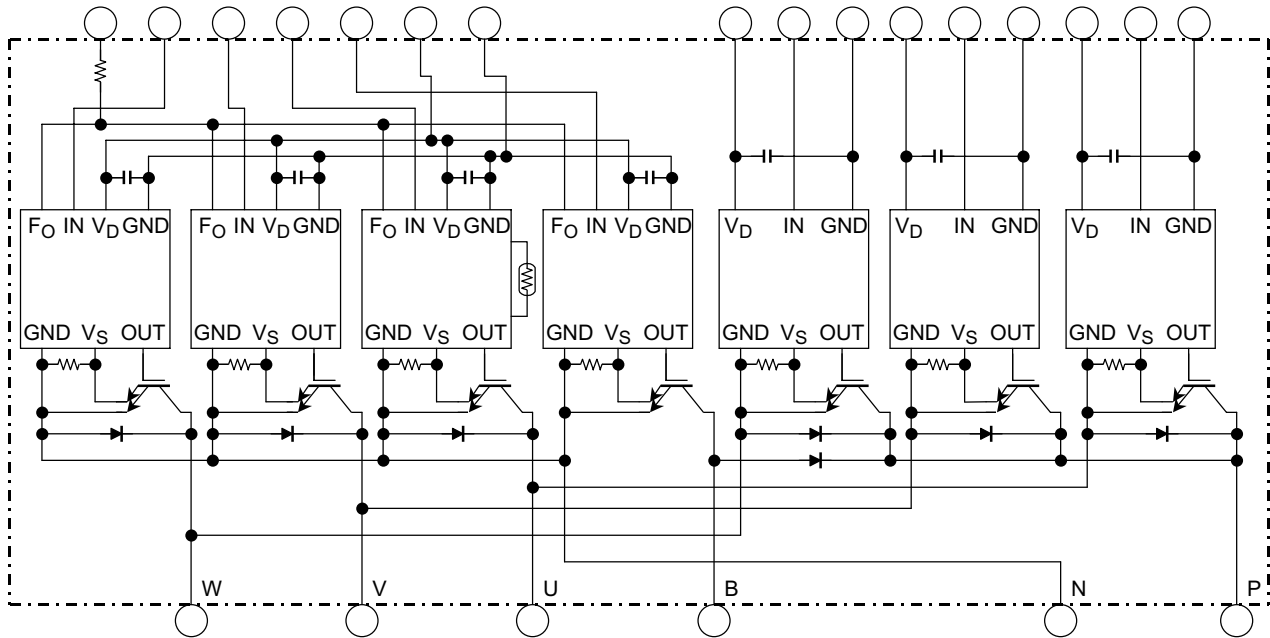 FO IN VD GND FO IN VD GND FO IN VD GND FO IN VD GND VD IN GND VD IN GND VD IN GND
GND VS OUT GND VS OUT GND VS OUT GND VS OUT GND VS OUT GND VS OUT GND VS OUT
W V U B N P